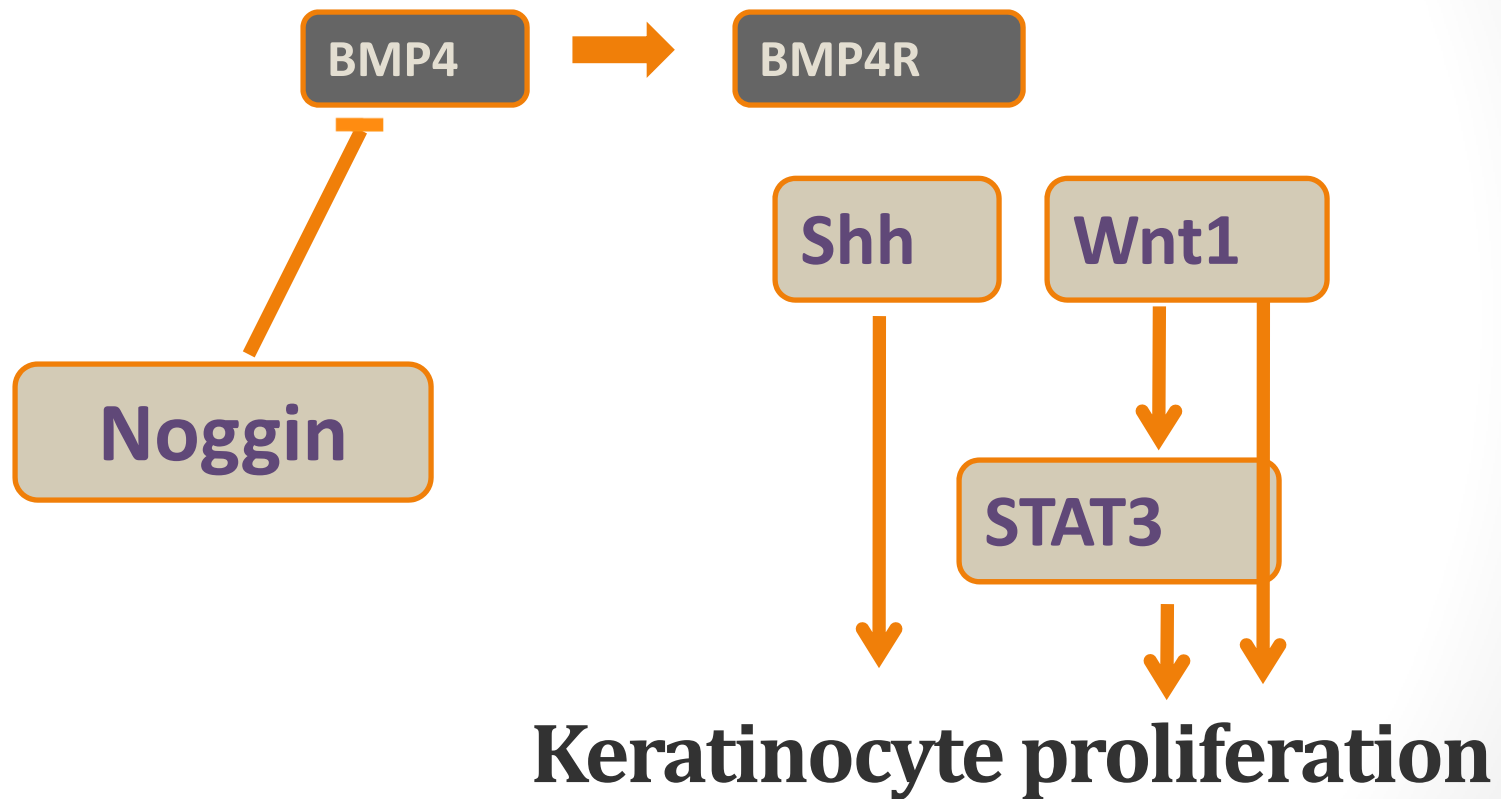 BMP4
BMP4R
Shh
Wnt1
Noggin
STAT3
Keratinocyte proliferation